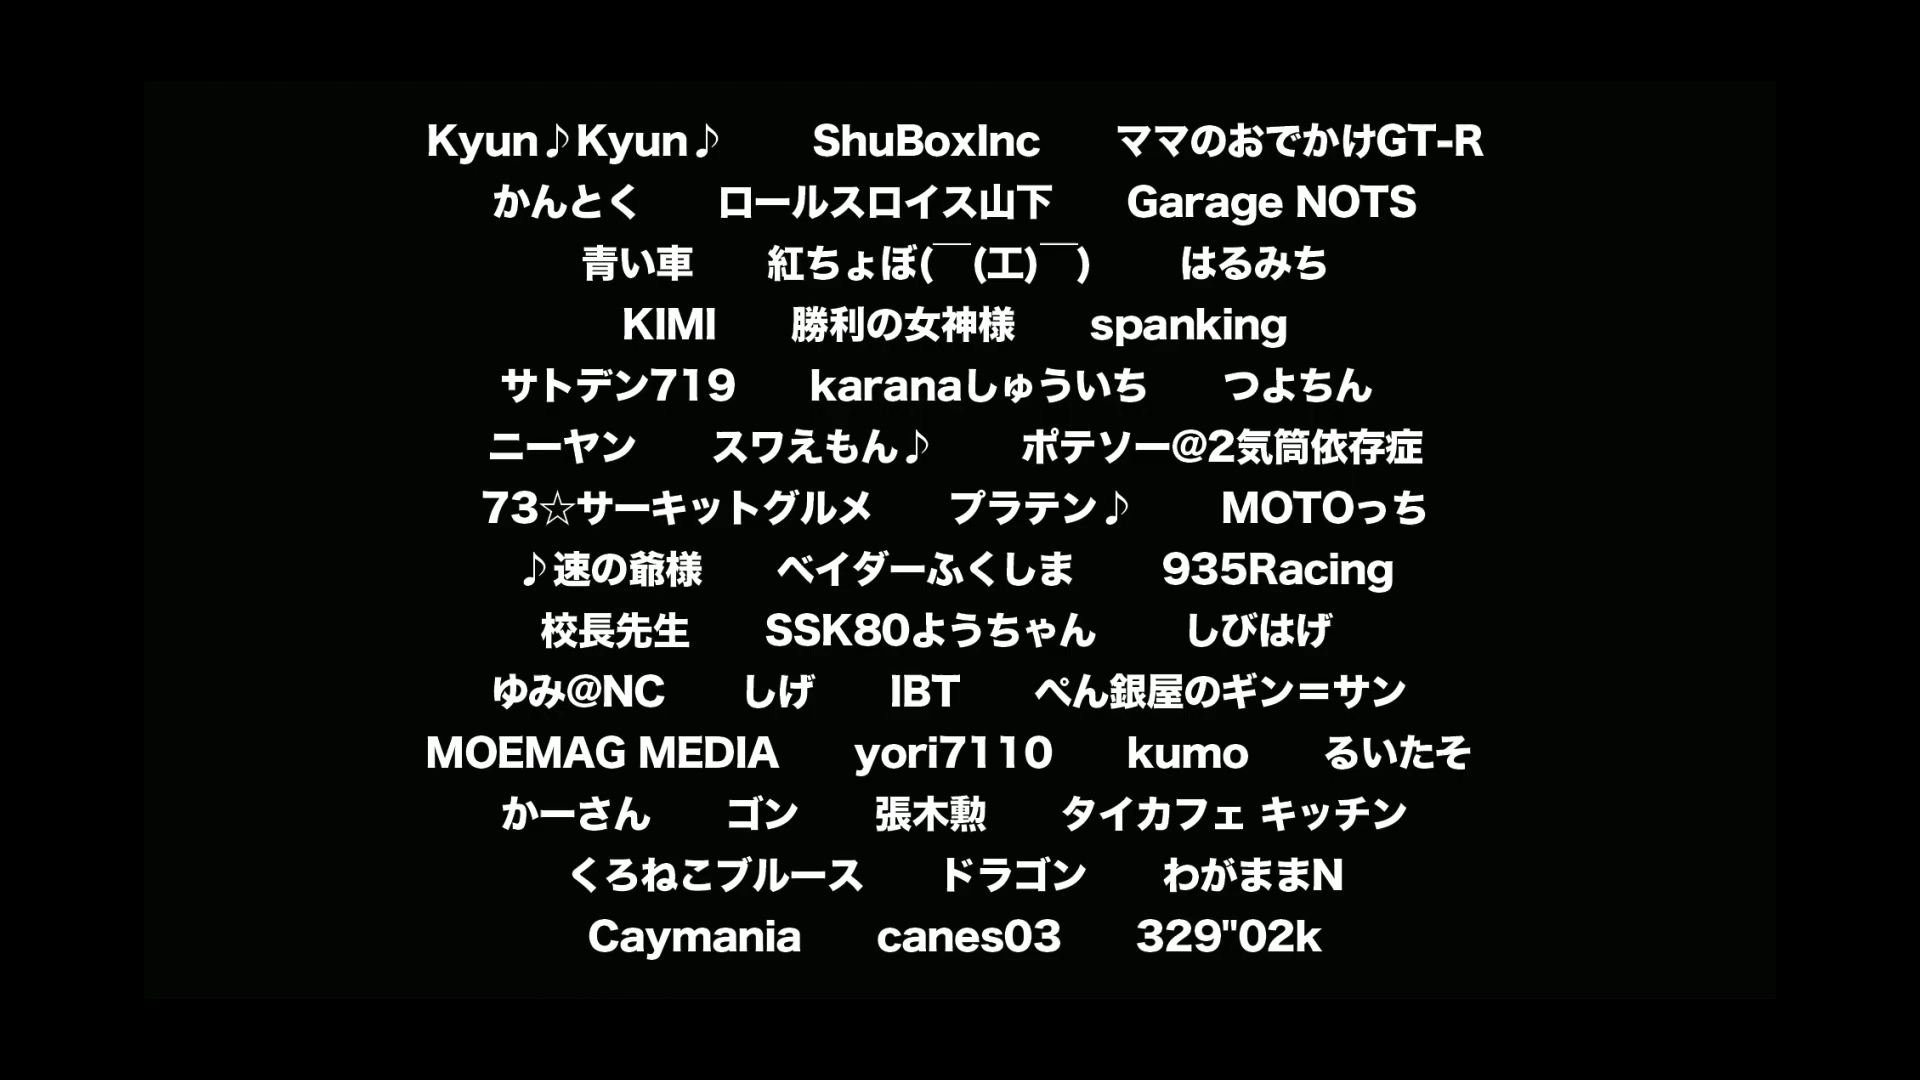 Kyun♪Kyun♪ ShuBoxInc ママのおでかけGT-R
かんとく ロールスロイス山下 Garage NOTS
青い車 紅ちょぼ(￣(工)￣) はるみち
KIMI 勝利の女神様 spanking
サトデン719 karanaしゅういち つよちん
ニーヤン スワえもん♪ ポテソー@2気筒依存症
73☆サーキットグルメ プラテン♪ MOTOっち
♪速の爺様 ベイダーふくしま 935Racing
校長先生 SSK80ようちゃん しびはげ
ゆみ@NC しげ IBT ぺん銀屋のギン＝サン
MOEMAG MEDIA yori7110 kumo るいたそ
かーさん ゴン 張木勲 タイカフェ キッチン
くろねこブルース ドラゴン わがままN
Caymania canes03 329"02k